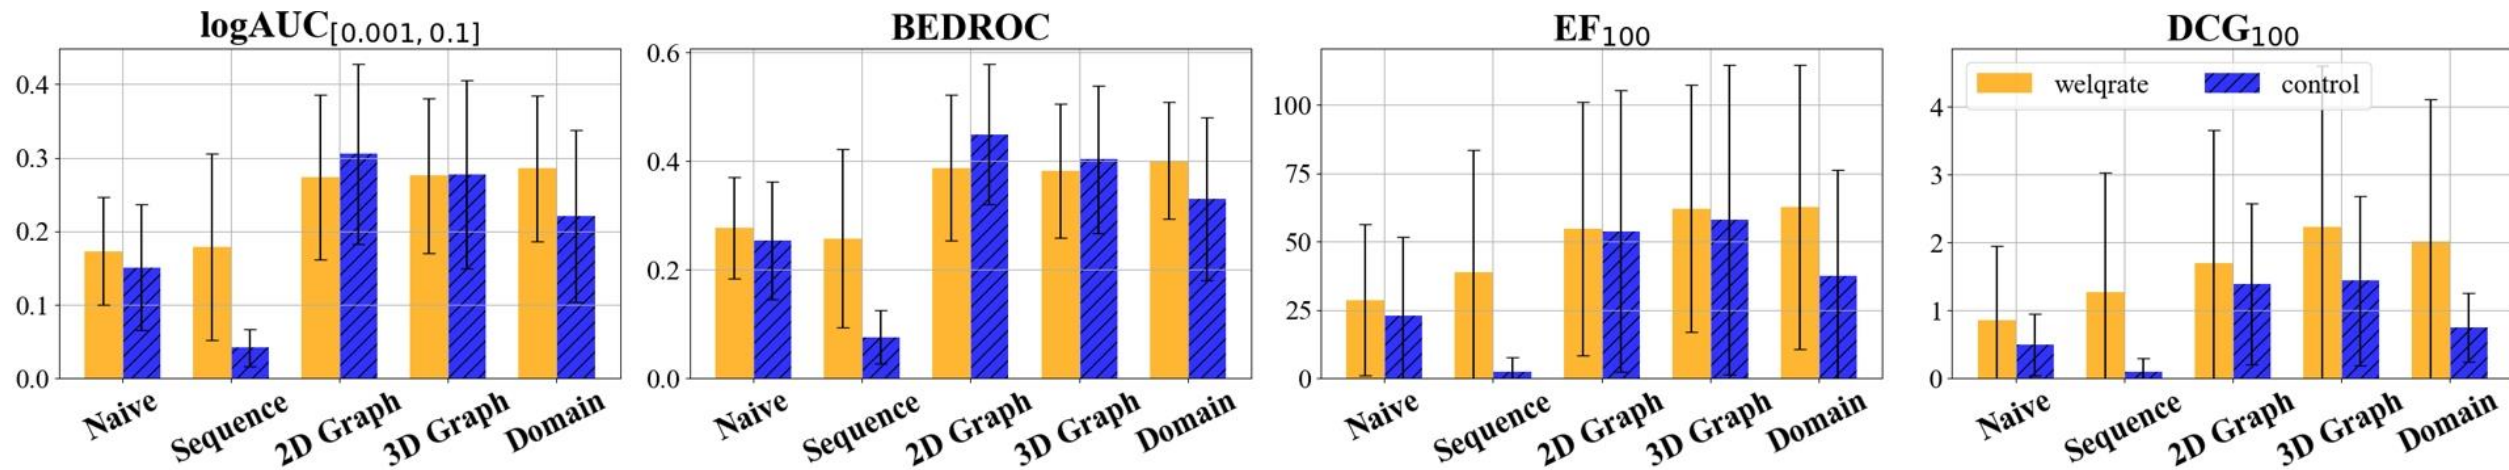 logAUC[0.001, 0.1]
0.4
0.3
0.2
0.1
0.0
Naive
Sequence
2D Graph
3D Graph
Domain
BEDROC
0.6
0.4
0.2
0.0
Naive
Sequence
2D Graph
3D Graph
Domain
EF100
100
75
50
25
0
Naive
Sequence
2D Graph
3D Graph
Domain
DCG100
welqrate
control
4
3
2
1
0
Naive
Sequence
2D Graph
3D Graph
Domain